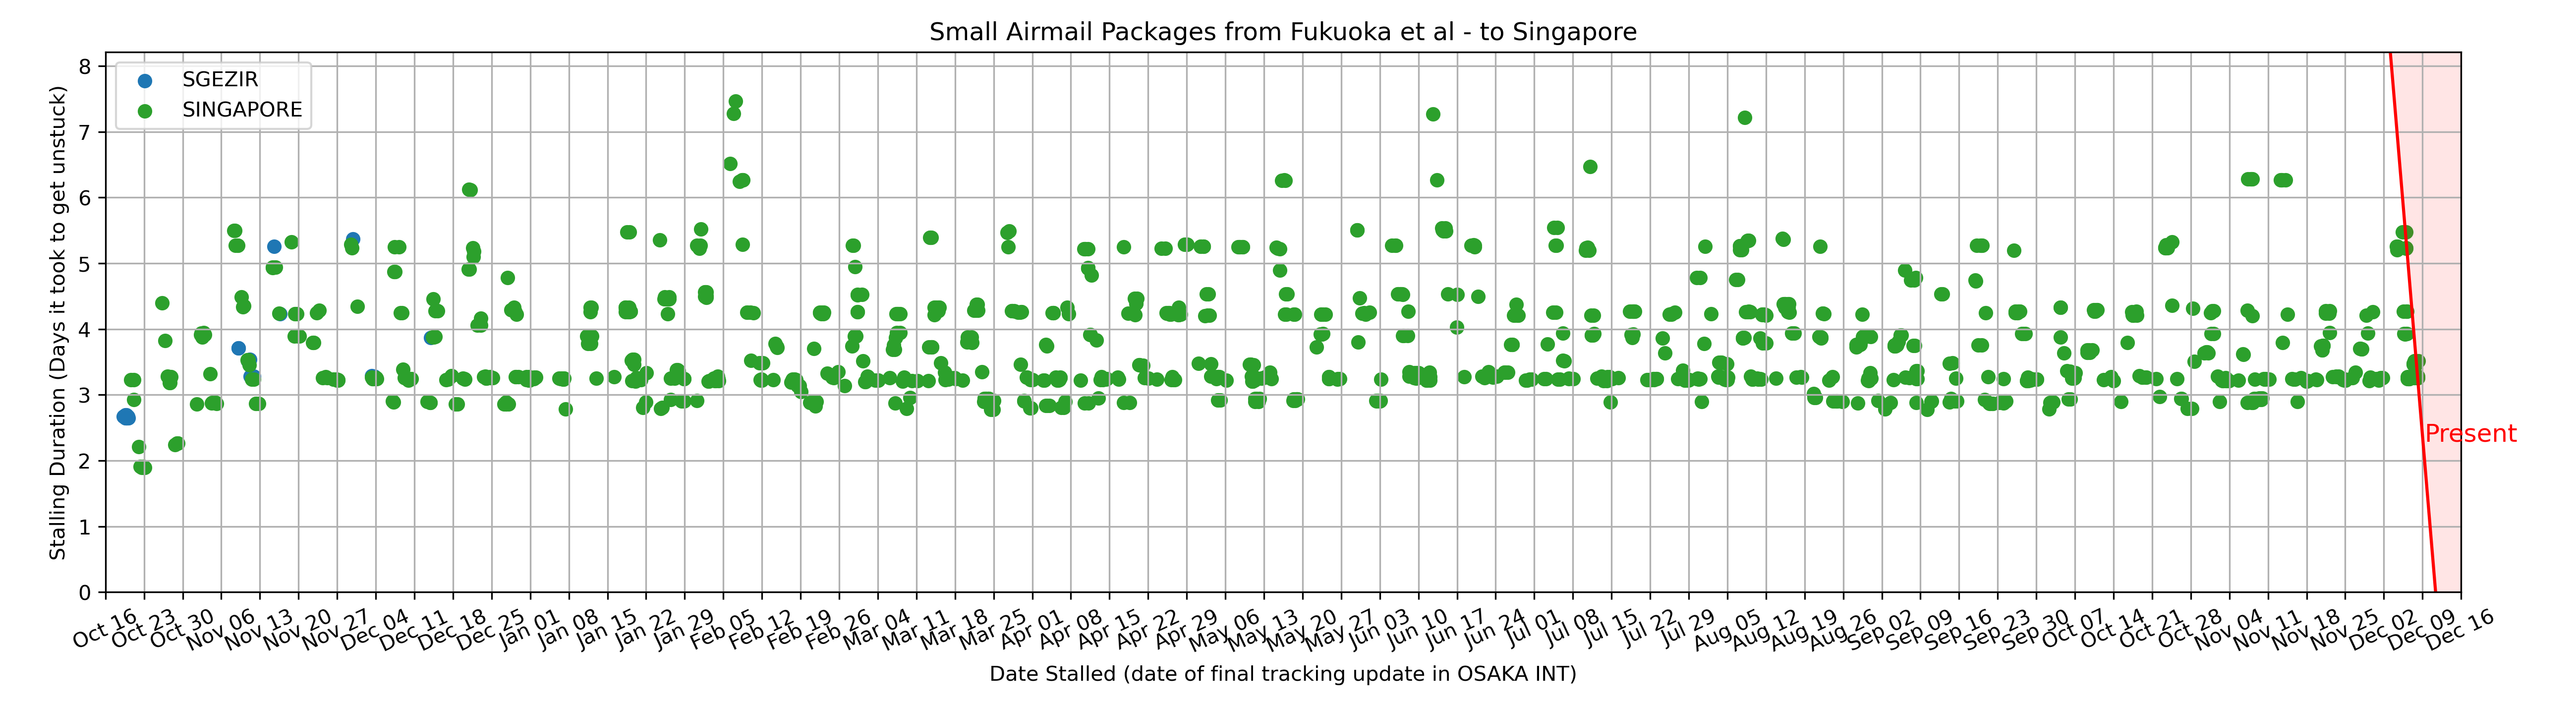 Small Airmail Packages from Fukuoka et al - to Singapore
SGEZIR
SINGAPORE
Stalling Duration (Days it took to get unstuck)
8
7
6
5
4
3
2
1
0
Present
Oct 16
Oct 23
Oct 30
Nov 06
Nov 13
Nov 20
Nov 27
Dec 04
Dec 11
Dec 18
Dec 25
Jan 01
Jan 08
Jan 15
Jan 22
Jan 29
Feb 05
Feb 12
Feb 19
Feb 26
Mar 04
Mar 11
Mar 18
Mar 25
Apr 01
Apr 08
Apr 15
Apr 22
Apr 29
May 06
May 13
May 20
May 27
Jun 03
Jun 10
Jun 17
Jun 24
Jul 01
Jul 08
Jul 15
Jul 22
Jul 29
Aug 05
Aug 12
Aug 19
Aug 26
Sep 02
Sep 09
Sep 16
Sep 23
Sep 30
Oct 07
Oct 14
Oct 21
Oct 28
Nov 04
Nov 11
Nov 18
Nov 25
Dec 02
Dec 09
Dec 16
Date Stalled (date of final tracking update in OSAKA INT)